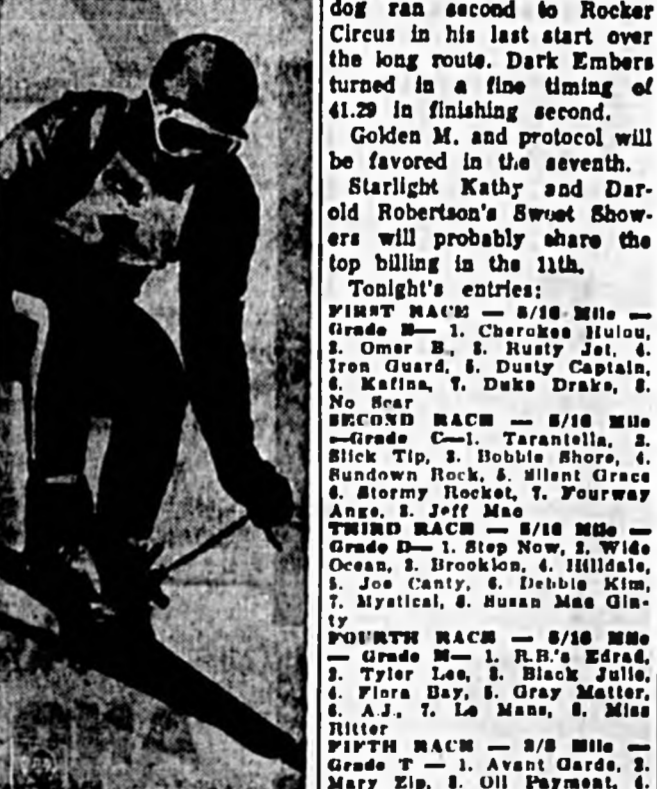 dog ran second to Rocker
Circus in his last start over
the long route. Dark Embers
turned in a fine timing of
41.29 in finishing second.
Golden M. and protocol will
be favored in the seventh.
Starlight Kathy and Dar-
old Robertson's Sweet Show-
ers will probably share the
top billing in the 11th.
Tonight's entries:
FIRST RACE — 5/16 Mile —
Grade M— 1. Cherokee Hulou,
2. Omer B., 3. Rusty Jet, 4.
Iron Guard, 5. Dusty Captain,
6. Kafina, 7. Duke Drake, 8.
No Scar
SECOND RACE — 5/16 Mile
—Grade C—1. Tarantella, 2.
Slick Tip, 3. Bobbie Shore, 4.
Sundown Rock, 5. Silent Grace
6. Stormy Rocket, 7. Fourway
Ange, 8. Jeff Mac
THIRD RACE — 5/16 Mile —
Grade D— 1. Step Now, 2. Wide
Ocean, 3. Brooklon, 4. Hilldale,
5. Joe Canty, 6. Debbie Kim,
7. Mystical, 8. Susan Mae Gin-
ty
FOURTH RACE — 5/16 Mile
— Grade M— 1. R.B.'s Edrad,
2. Tyler Lee, 3. Black Julie,
4. Flora Bay, 5. Gray Matter,
6. A.J., 7. Le Mans, 8. Miss
Ritter
FIFTH RACE — 3/8 Mile —
Grade T — 1. Avant Garde, 2.
Mary Zip, 3. Oil Payment, 4.